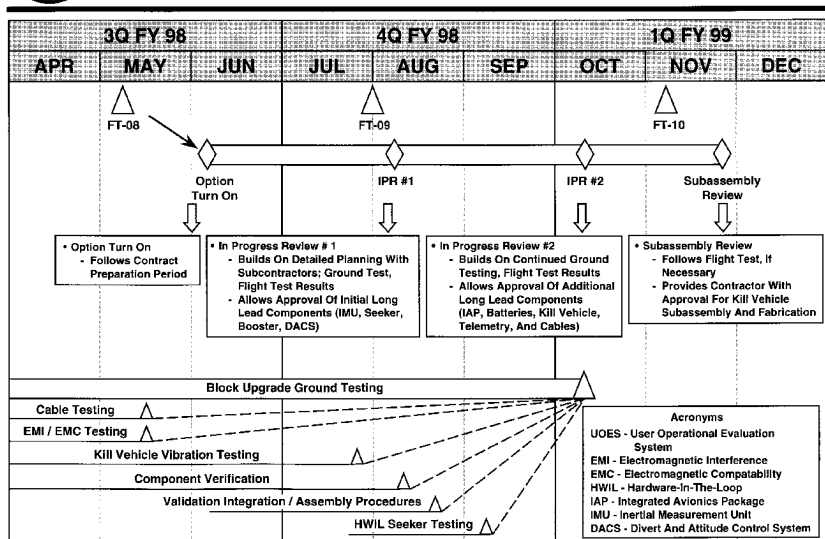 3Q FY 98 4Q FY 98 1Q FY 99
APR MAY JUN JUL AUG SEP OCT NOV DEC
FT-08 FT-09 FT-10
Option
Turn On
IPR #1
IPR #2
Subassembly
Review
• Option Turn On
- Follows Contract
Preparation Period
• In Progress Review # 1
- Builds On Detailed Planning With
Subcontractors; Ground Test,
Flight Test Results
- Allows Approval Of Initial Long
Lead Components (IMU, Seeker,
Booster, DACS)
• In Progress Review #2
- Builds On Continued Ground
Testing, Flight Test Results
- Allows Approval Of Additional
Long Lead Components
(IAP, Batteries, Kill Vehicle,
Telemetry, And Cables)
• Subassembly Review
- Follows Flight Test, If
Necessary
- Provides Contractor With
Approval For Kill Vehicle
Subassembly And Fabrication
Block Upgrade Ground Testing
Cable Testing
EMI / EMC Testing
Kill Vehicle Vibration Testing
Component Verification
Validation Integration / Assembly Procedures
HWIL Seeker Testing
Acronyms
UOES - User Operational Evaluation
System
EMI - Electromagnetic Interference
EMC - Electromagnetic Compatability
HWIL - Hardware-In-The-Loop
IAP - Integrated Avionics Package
IMU - Inertial Measurement Unit
DACS - Divert And Attitude Control System